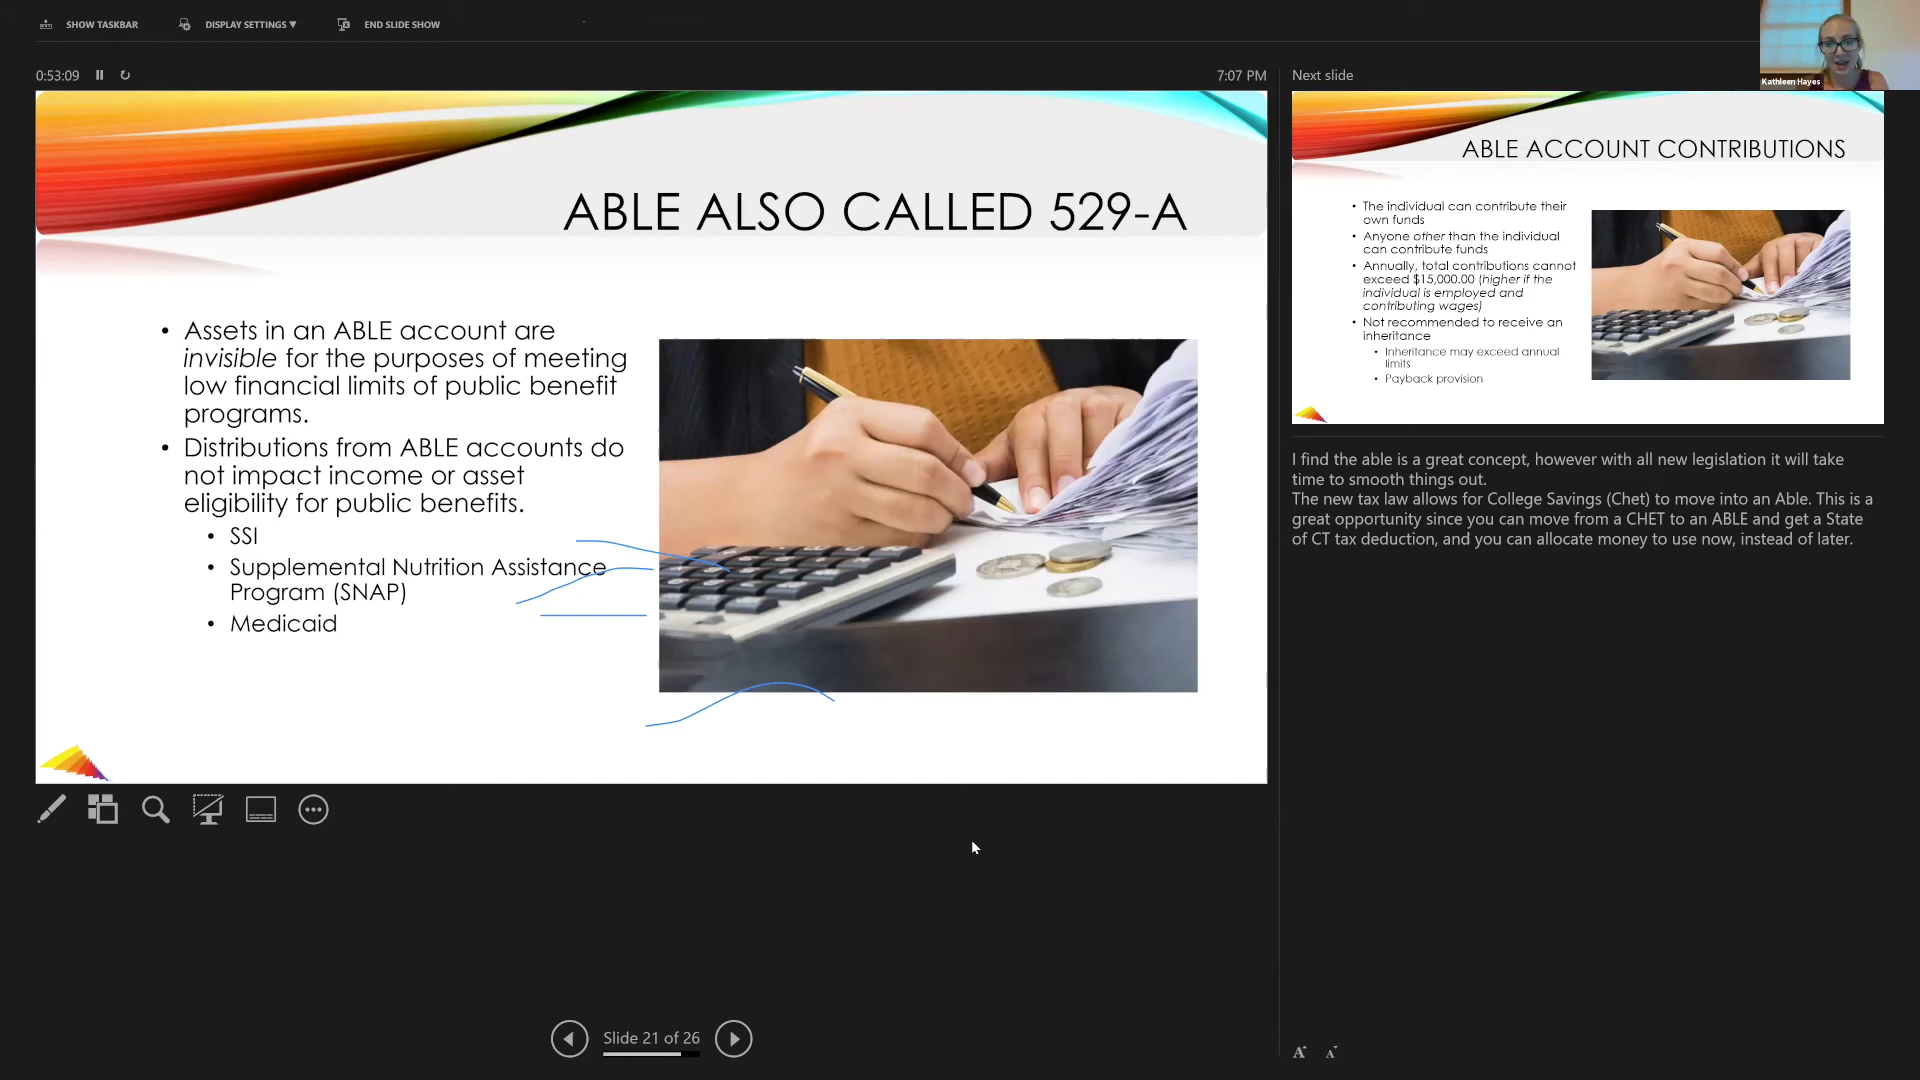 SHOW TASKBAR
DISPLAY SETTINGS ▼
END SLIDE SHOW
0:53:09
7:07 PM
ABLE ALSO CALLED 529-A
• Assets in an ABLE account are
invisible for the purposes of meeting
low financial limits of public benefit
programs.
• Distributions from ABLE accounts do
not impact income or asset
eligibility for public benefits.
• SSI
• Supplemental Nutrition Assistance
Program (SNAP)
• Medicaid
Slide 21 of 26
Next slide
Kathleen Hayes
ABLE ACCOUNT CONTRIBUTIONS
• The individual can contribute their
own funds
• Anyone other than the individual
can contribute funds
• Annually, total contributions cannot
exceed $15,000.00 (higher if the
individual is employed and
contributing wages)
• Not recommended to receive an
inheritance
• Inheritance may exceed annual
limits
• Payback provision
I find the able is a great concept, however with all new legislation it will take
time to smooth things out.
The new tax law allows for College Savings (Chet) to move into an Able. This is a
great opportunity since you can move from a CHET to an ABLE and get a State
of CT tax deduction, and you can allocate money to use now, instead of later.
A A